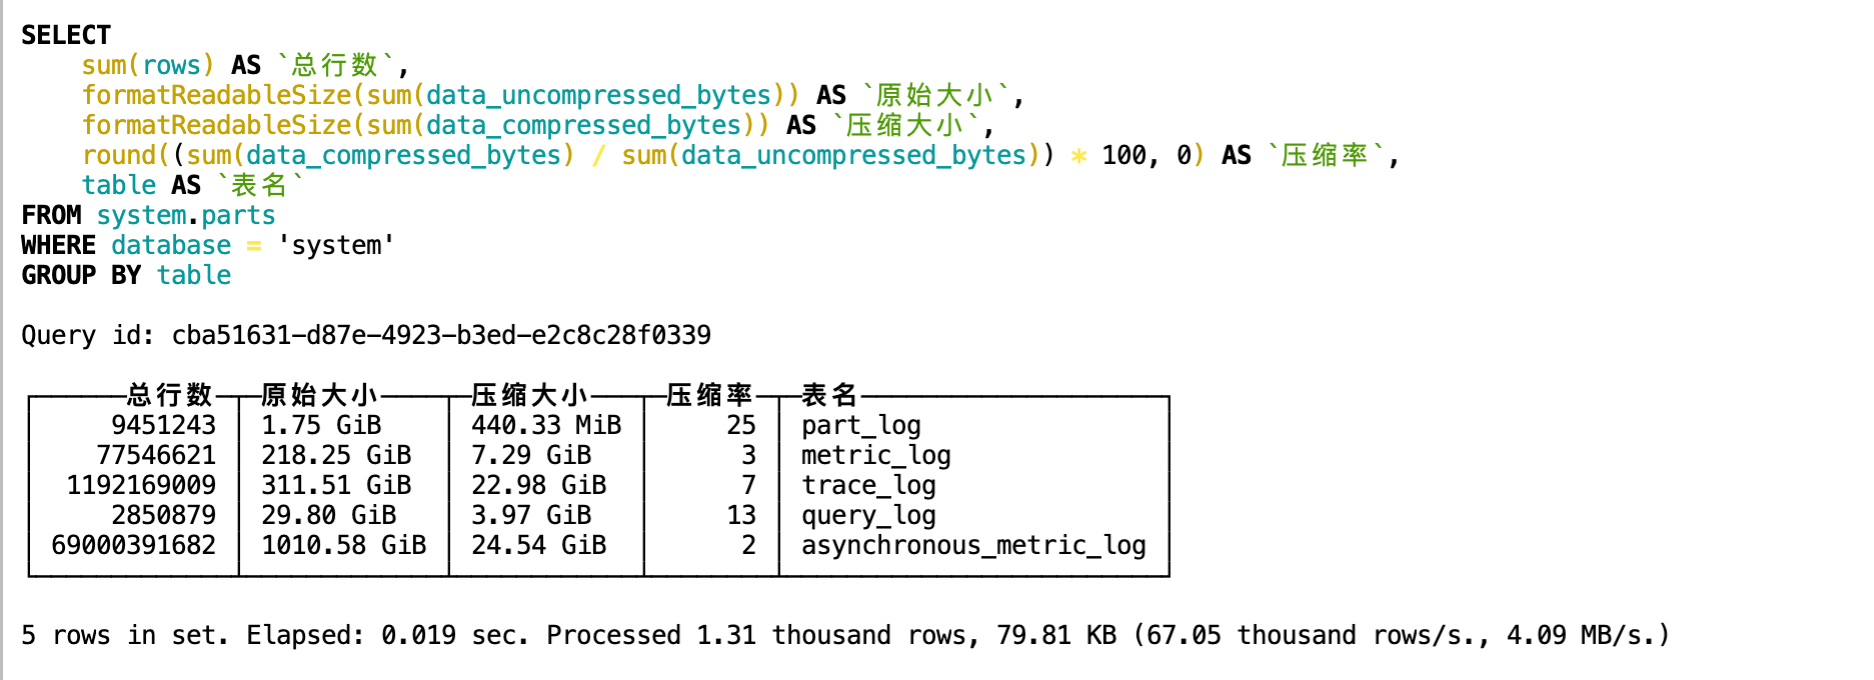 SELECT
    sum(rows) AS `总行数`,
    formatReadableSize(sum(data_uncompressed_bytes)) AS `原始大小`,
    formatReadableSize(sum(data_compressed_bytes)) AS `压缩大小`,
    round((sum(data_compressed_bytes) / sum(data_uncompressed_bytes)) * 100, 0) AS `压缩率`,
    table AS `表名`
FROM system.parts
WHERE database = 'system'
GROUP BY table
Query id: cba51631-d87e-4923-b3ed-e2c8c28f0339
┌──────总行数─┬─原始大小────┬─压缩大小───┬─压缩率─┬─表名────────────────────┐
│     9451243 │ 1.75 GiB    │ 440.33 MiB │     25 │ part_log                │
│    77546621 │ 218.25 GiB  │ 7.29 GiB   │      3 │ metric_log              │
│  1192169009 │ 311.51 GiB  │ 22.98 GiB  │      7 │ trace_log               │
│     2850879 │ 29.80 GiB   │ 3.97 GiB   │     13 │ query_log               │
│ 69000391682 │ 1010.58 GiB │ 24.54 GiB  │      2 │ asynchronous_metric_log │
└─────────────┴─────────────┴────────────┴────────┴─────────────────────────┘
5 rows in set. Elapsed: 0.019 sec. Processed 1.31 thousand rows, 79.81 KB (67.05 thousand rows/s., 4.09 MB/s.)